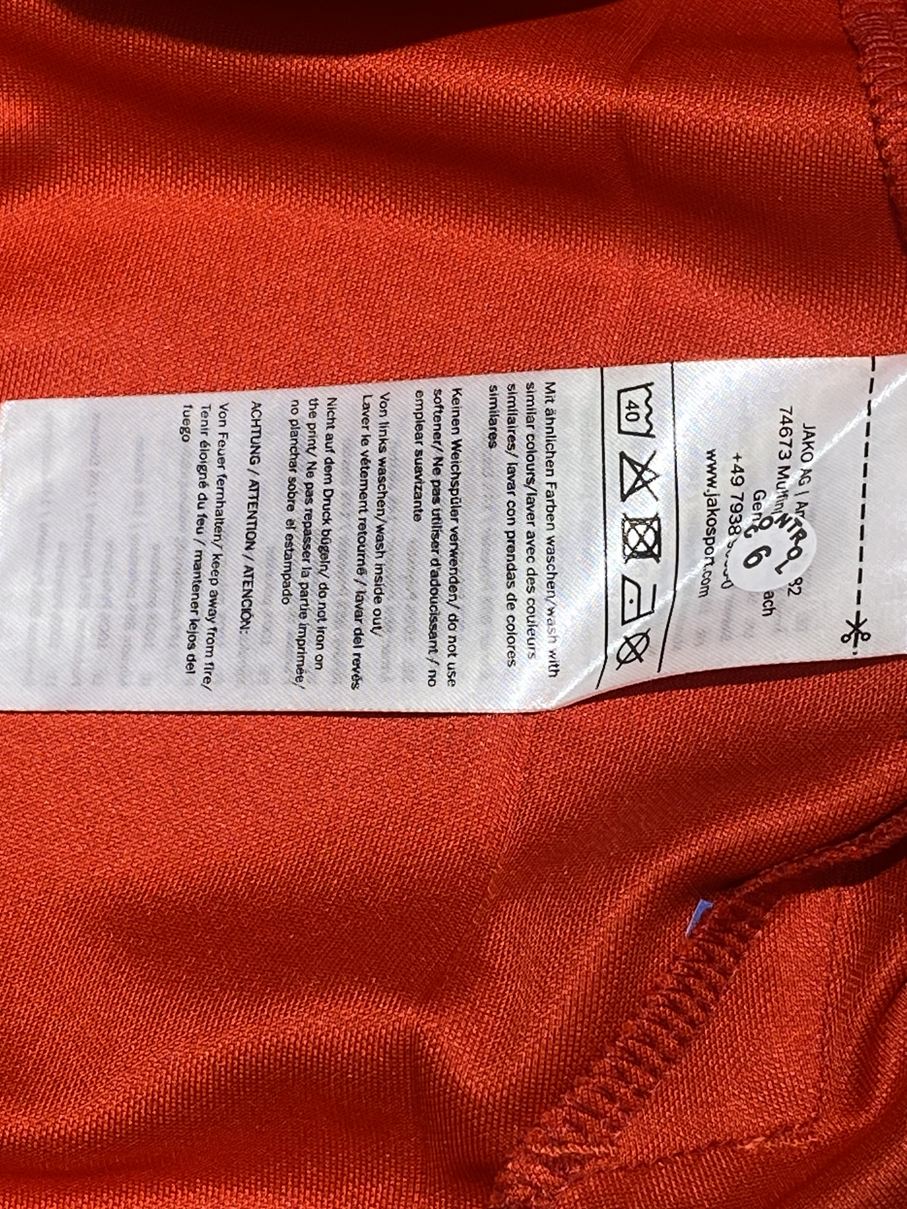 JAKO AG | 82
74673 ach
CONTROL
6
+49 7938
www.jakosport.com
40
Mit ähnlichen Farben waschen/wash with
similar colours/laver avec des couleurs
similaires/ lavar con prendas de colores
similares
Keinen Weichspüler verwenden/ do not use
softener/ Ne pas utiliser d'adoucissant / no
emplear suavizante
Von links waschen/wash inside out/
Laver le vêtement retourné / lavar del revés
Nicht auf dem Druck bügeln/ do not iron on
the print/ Ne pas repasser la partie imprimée/
no planchar sobre el estampado
ACHTUNG / ATTENTION / ATENCIÓN:
Von Feuer fernhalten/ keep away from fire/
Tenir éloigné du feu / mantener lejos del
fuego